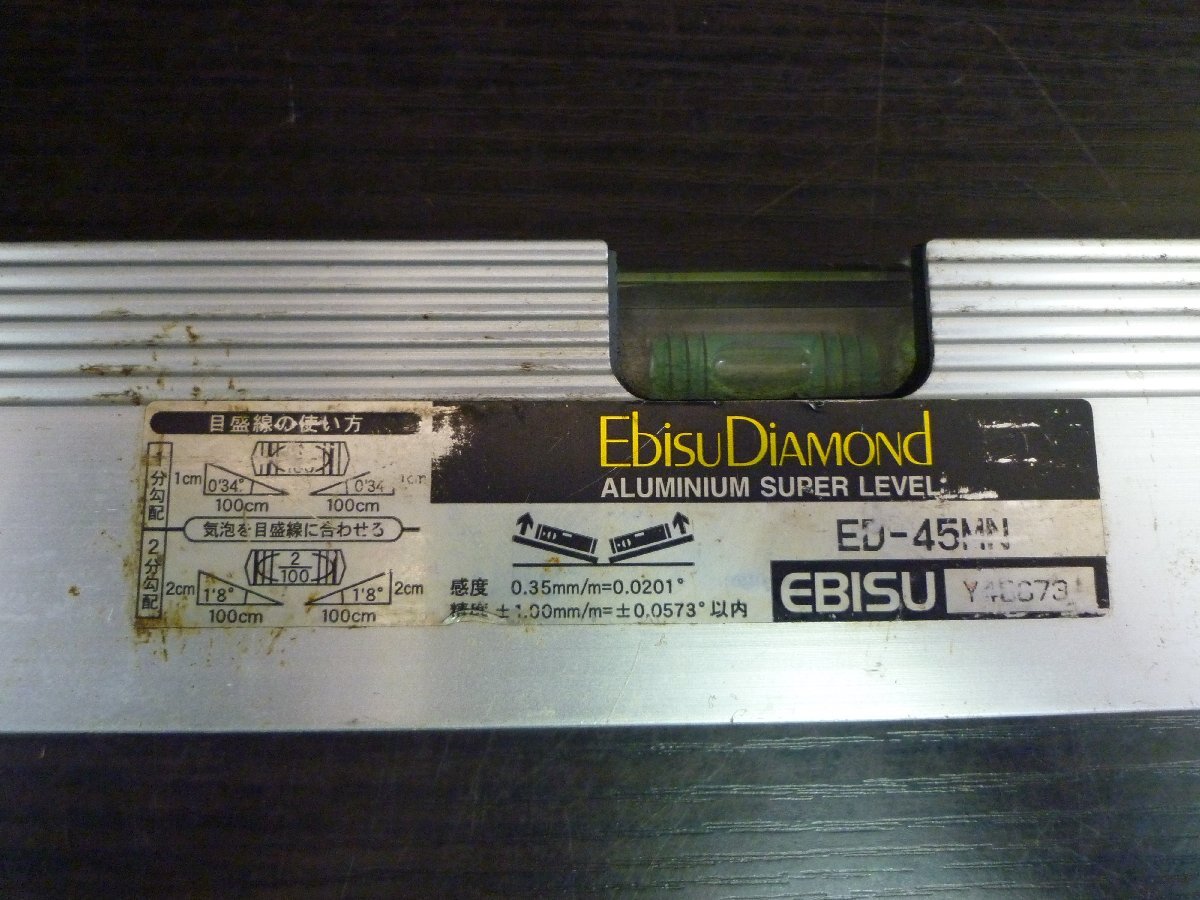 目盛線の使い方
1分勾配
1cm
0'34°
100cm
0'34
1cm
100cm
気泡を目盛線に合わせる
2分勾配
2/100
2cm
1'8°
100cm
1'8°
2cm
100cm
EbisuDiamond
ALUMINIUM SUPER LEVEL
ED-45MN
感度 0.35mm/m=0.0201°
精度 ±1.00mm/m=±0.0573°以内
EBISU